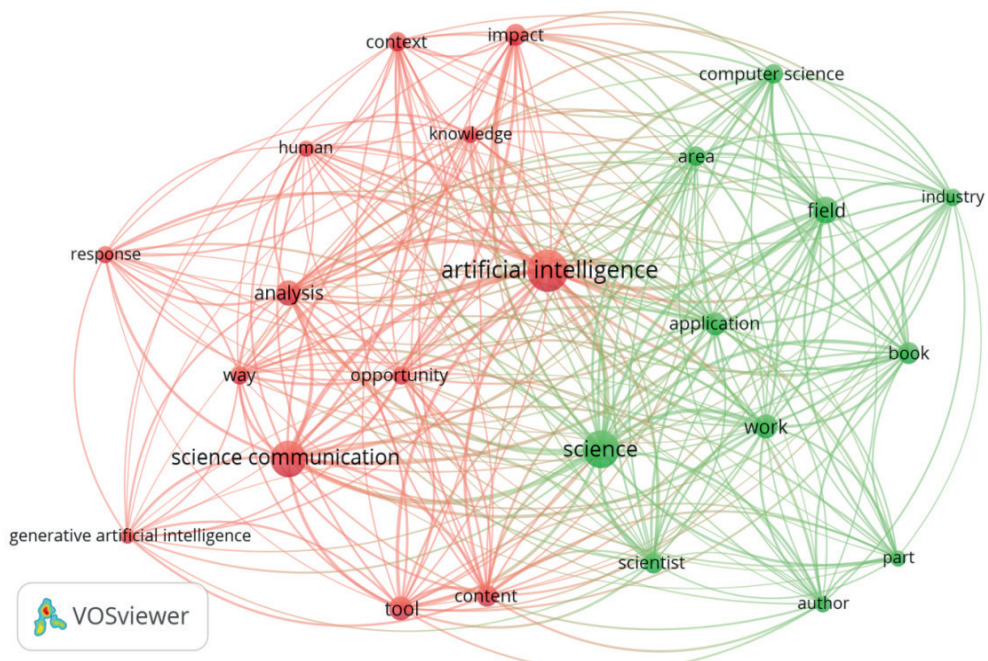 impact
context
computer science
knowledge
human
area
industry
field
response
artificial intelligence
analysis
application
book
way
opportunity
work
science
science communication
generative artificial intelligence
part
scientist
content
author
tool
VOSviewer